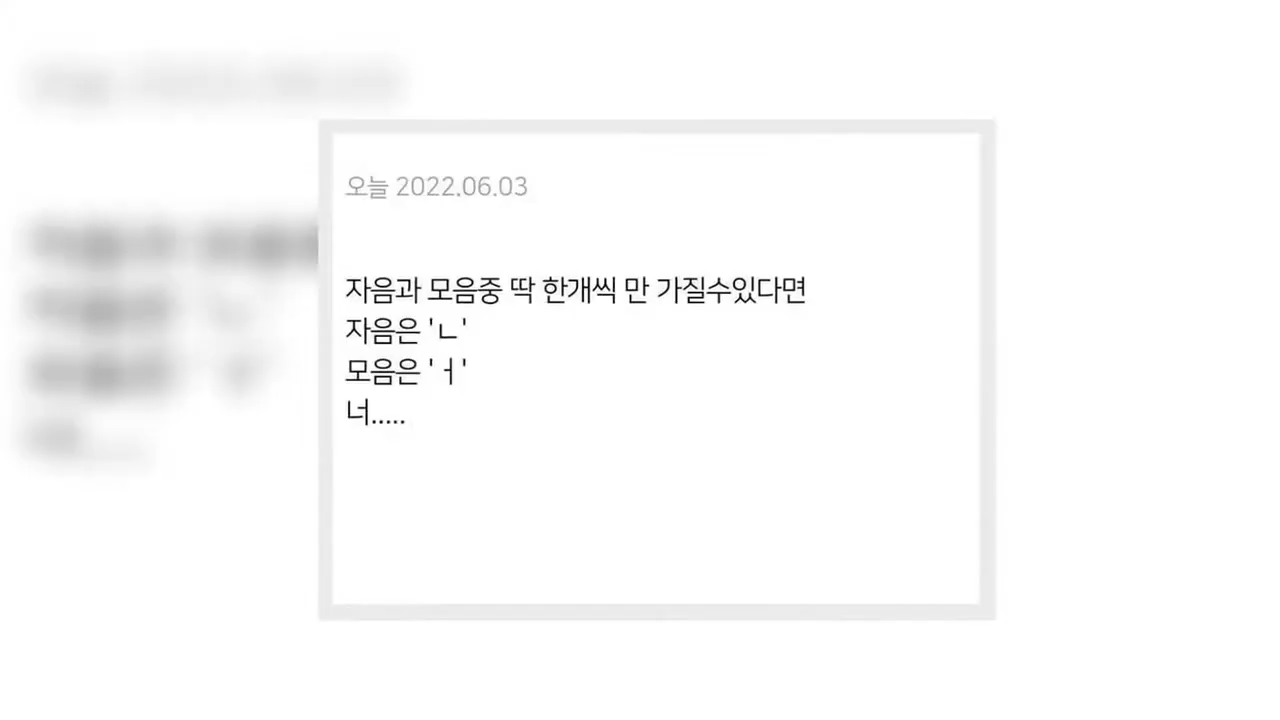 오늘 2022.06.03
자음과 모음중 딱 한개씩 만 가질수있다면
자음은 'ㄴ'
모음은 'ㅓ'
너.....